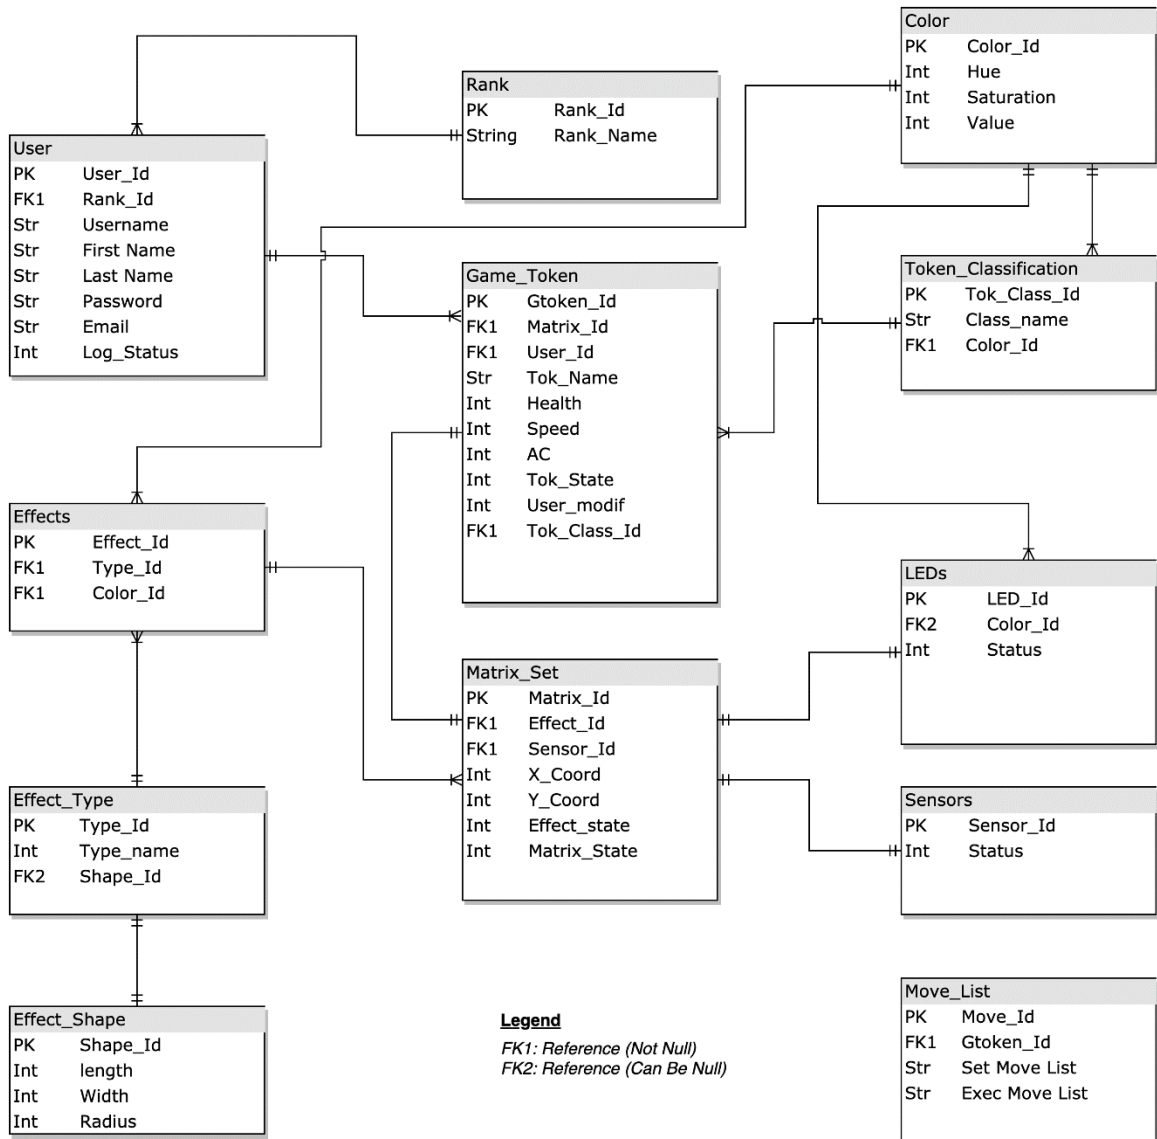 Color
PK Color_Id
Int Hue
Int Saturation
Int Value
Rank
PK Rank_Id
String Rank_Name
User
PK User_Id
FK1 Rank_Id
Str Username
Str First Name
Str Last Name
Str Password
Str Email
Int Log_Status
Game_Token
PK Gtoken_Id
FK1 Matrix_Id
FK1 User_Id
Str Tok_Name
Int Health
Int Speed
Int AC
Int Tok_State
Int User_modif
FK1 Tok_Class_Id
Token_Classification
PK Tok_Class_Id
Str Class_name
FK1 Color_Id
Effects
PK Effect_Id
FK1 Type_Id
FK1 Color_Id
LEDs
PK LED_Id
FK2 Color_Id
Int Status
Matrix_Set
PK Matrix_Id
FK1 Effect_Id
FK1 Sensor_Id
Int X_Coord
Int Y_Coord
Int Effect_state
Int Matrix_State
Effect_Type
PK Type_Id
Int Type_name
FK2 Shape_Id
Sensors
PK Sensor_Id
Int Status
Effect_Shape
PK Shape_Id
Int length
Int Width
Int Radius
Legend
FK1: Reference (Not Null)
FK2: Reference (Can Be Null)
Move_List
PK Move_Id
FK1 Gtoken_Id
Str Set Move List
Str Exec Move List